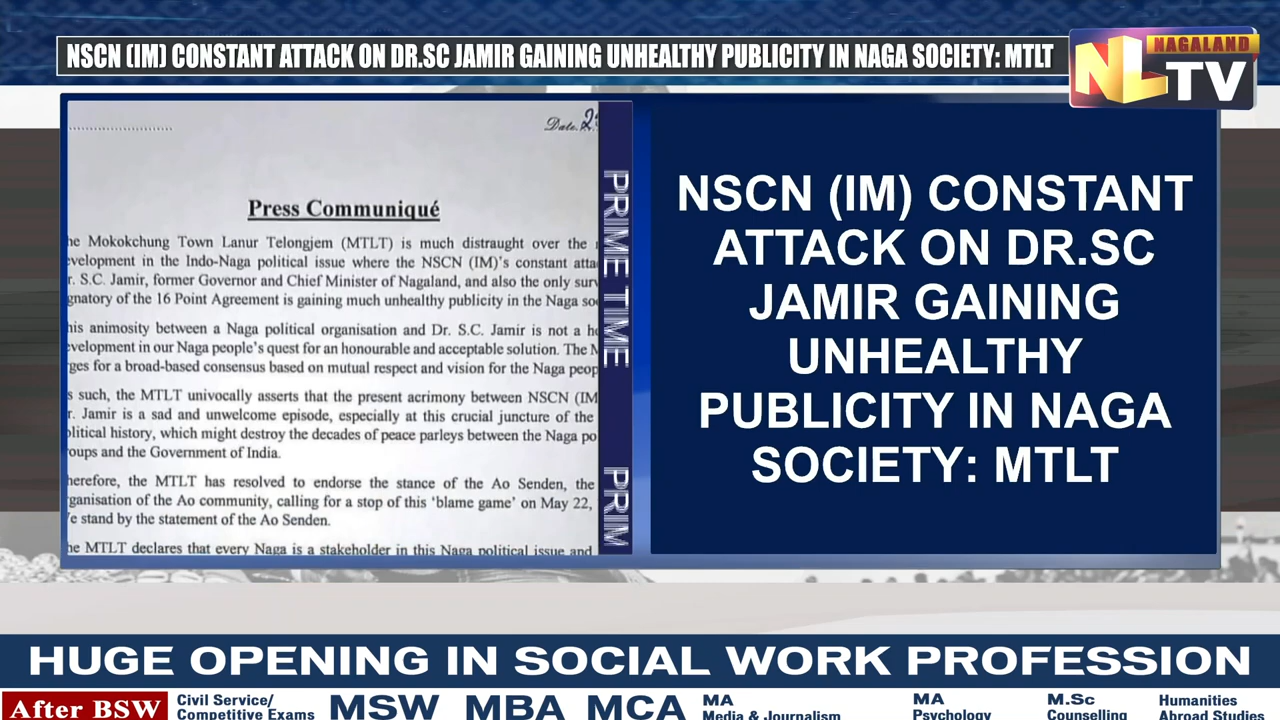 NSCN (IM) CONSTANT ATTACK ON DR.SC JAMIR GAINING UNHEALTHY PUBLICITY IN NAGA SOCIETY: MTLT
NL NAGALAND TV
Date.
Press Communiqué
he Mokokchung Town Lanur Telongjem (MTLT) is much distraught over the
evelopment in the Indo-Naga political issue where the NSCN (IM)'s constant atta
r. S.C. Jamir, former Governor and Chief Minister of Nagaland, and also the only surv
gnatory of the 16 Point Agreement is gaining much unhealthy publicity in the Naga so
his animosity between a Naga political organisation and Dr. S.C. Jamir is not a he
evelopment in our Naga people's quest for an honourable and acceptable solution. The M
ges for a broad-based consensus based on mutual respect and vision for the Naga peop
s such, the MTLT univocally asserts that the present acrimony between NSCN (IM
r. Jamir is a sad and unwelcome episode, especially at this crucial juncture of the
olitical history, which might destroy the decades of peace parleys between the Naga po
oups and the Government of India.
herefore, the MTLT has resolved to endorse the stance of the Ao Senden, the
ganisation of the Ao community, calling for a stop of this 'blame game' on May 22,
e stand by the statement of the Ao Senden.
he MTLT declares that every Naga is a stakeholder in this Naga political issue and
PRIME TIME
PRIM
NSCN (IM) CONSTANT
ATTACK ON DR.SC
JAMIR GAINING
UNHEALTHY
PUBLICITY IN NAGA
SOCIETY: MTLT
HUGE OPENING IN SOCIAL WORK PROFESSION
After BSW
Civil Service/
Competitive Exams
MSW MBA MCA
MA
Media & Journalism
MA
Psychology
M.Sc
Counselling
Humanities
Abroad Studies